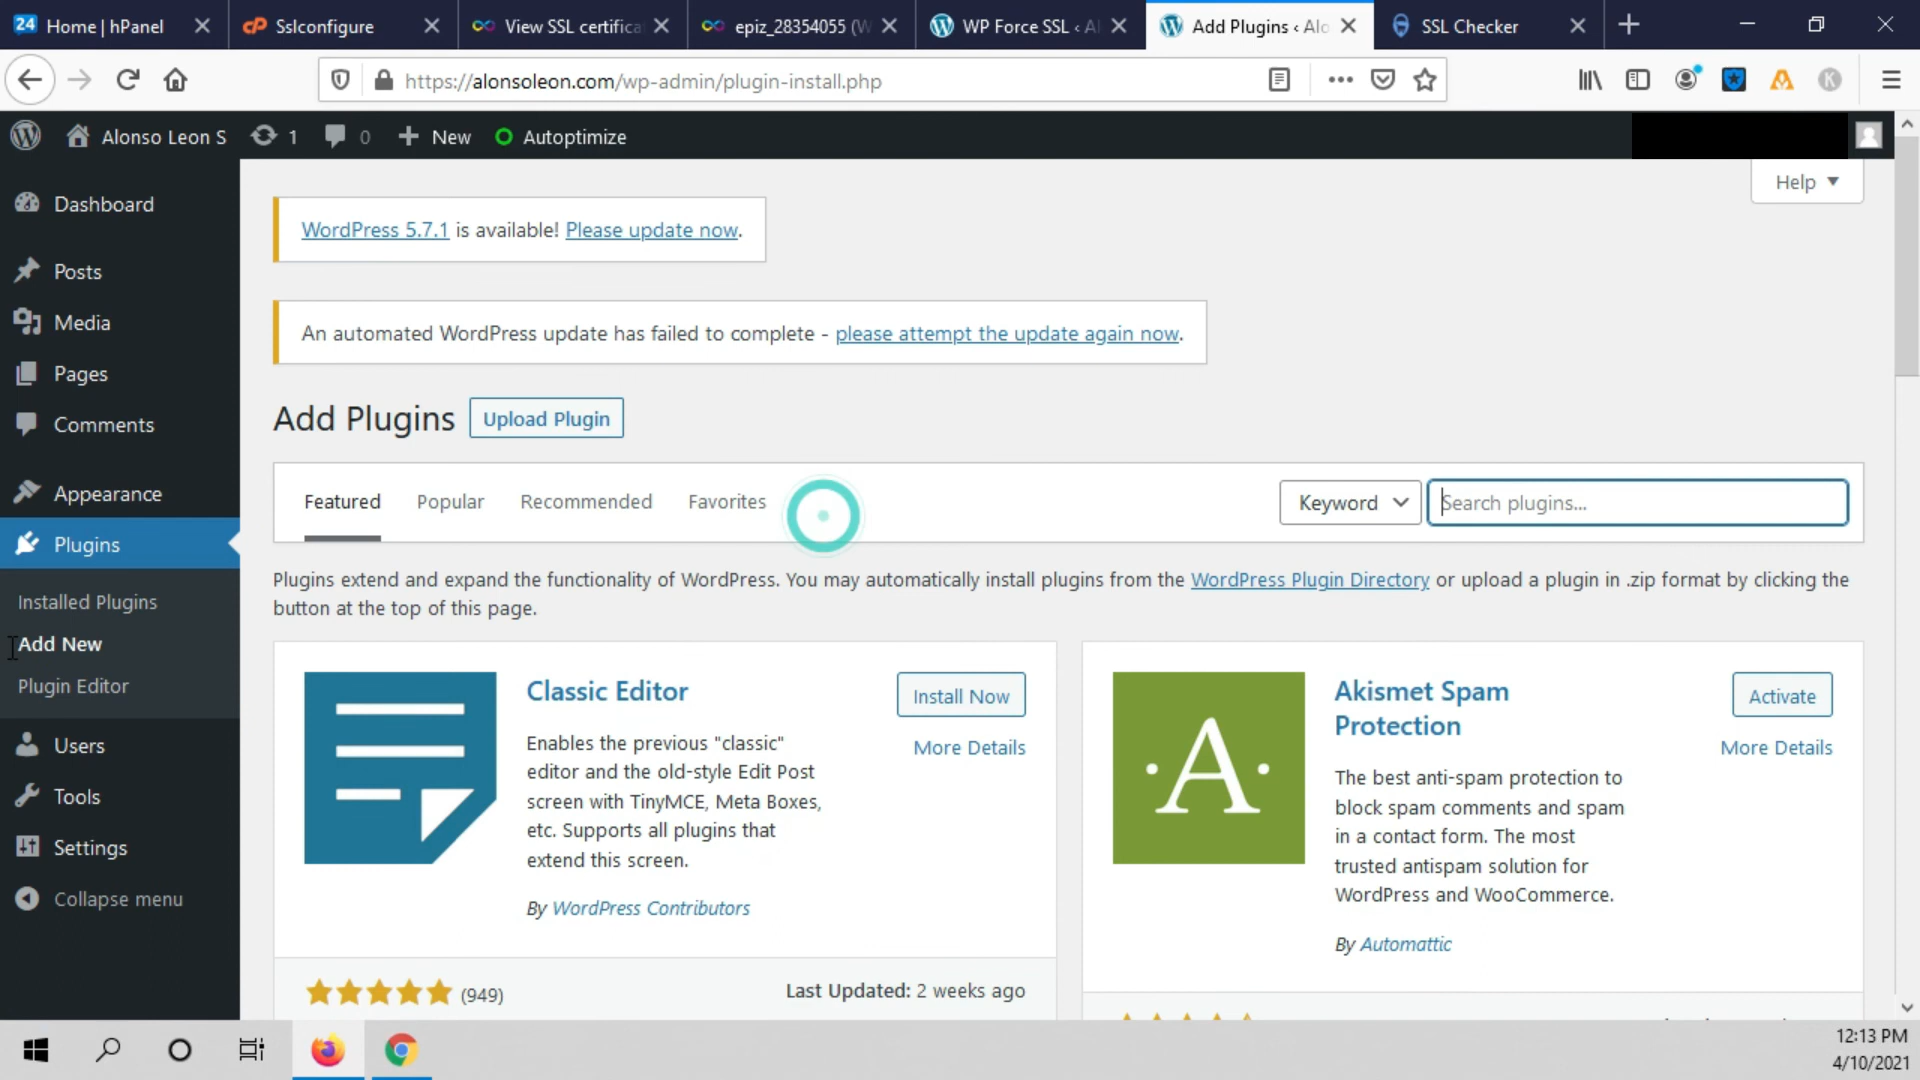 24 Home | hPanel
cP Sslconfigure
View SSL certifica
epiz_28354055 (W
WP Force SSL ‹ Al
Add Plugins ‹ Alo
SSL Checker
https://alonsoleon.com/wp-admin/plugin-install.php
K
Alonso Leon S
1
0
New
Autoptimize
Help
Dashboard
Posts
Media
Pages
Comments
Appearance
Plugins
Installed Plugins
Add New
Plugin Editor
Users
Tools
Settings
Collapse menu
WordPress 5.7.1 is available! Please update now.
An automated WordPress update has failed to complete - please attempt the update again now.
Add Plugins
Upload Plugin
Featured
Popular
Recommended
Favorites
Keyword
Search plugins...
Plugins extend and expand the functionality of WordPress. You may automatically install plugins from the WordPress Plugin Directory or upload a plugin in .zip format by clicking the
button at the top of this page.
Classic Editor
Install Now
More Details
Enables the previous "classic"
editor and the old-style Edit Post
screen with TinyMCE, Meta Boxes,
etc. Supports all plugins that
extend this screen.
By WordPress Contributors
(949)
Last Updated: 2 weeks ago
A
Akismet Spam
Protection
Activate
More Details
The best anti-spam protection to
block spam comments and spam
in a contact form. The most
trusted antispam solution for
WordPress and WooCommerce.
By Automattic
12:13 PM
4/10/2021